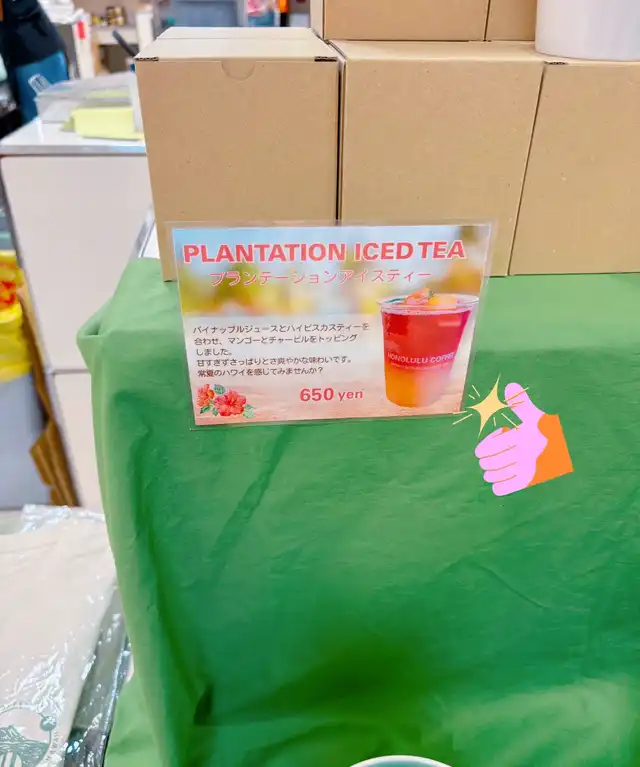 PLANTATION ICED TEA
プランテーションアイスティー
パイナップルジュースとハイビスカスティーを
合わせ、マンゴーとチャービルをトッピング
しました。
甘すぎずさっぱりとさ爽やかな味わいです。
常夏のハワイを感じてみませんか？
HONOLULU COFFEE
650 yen